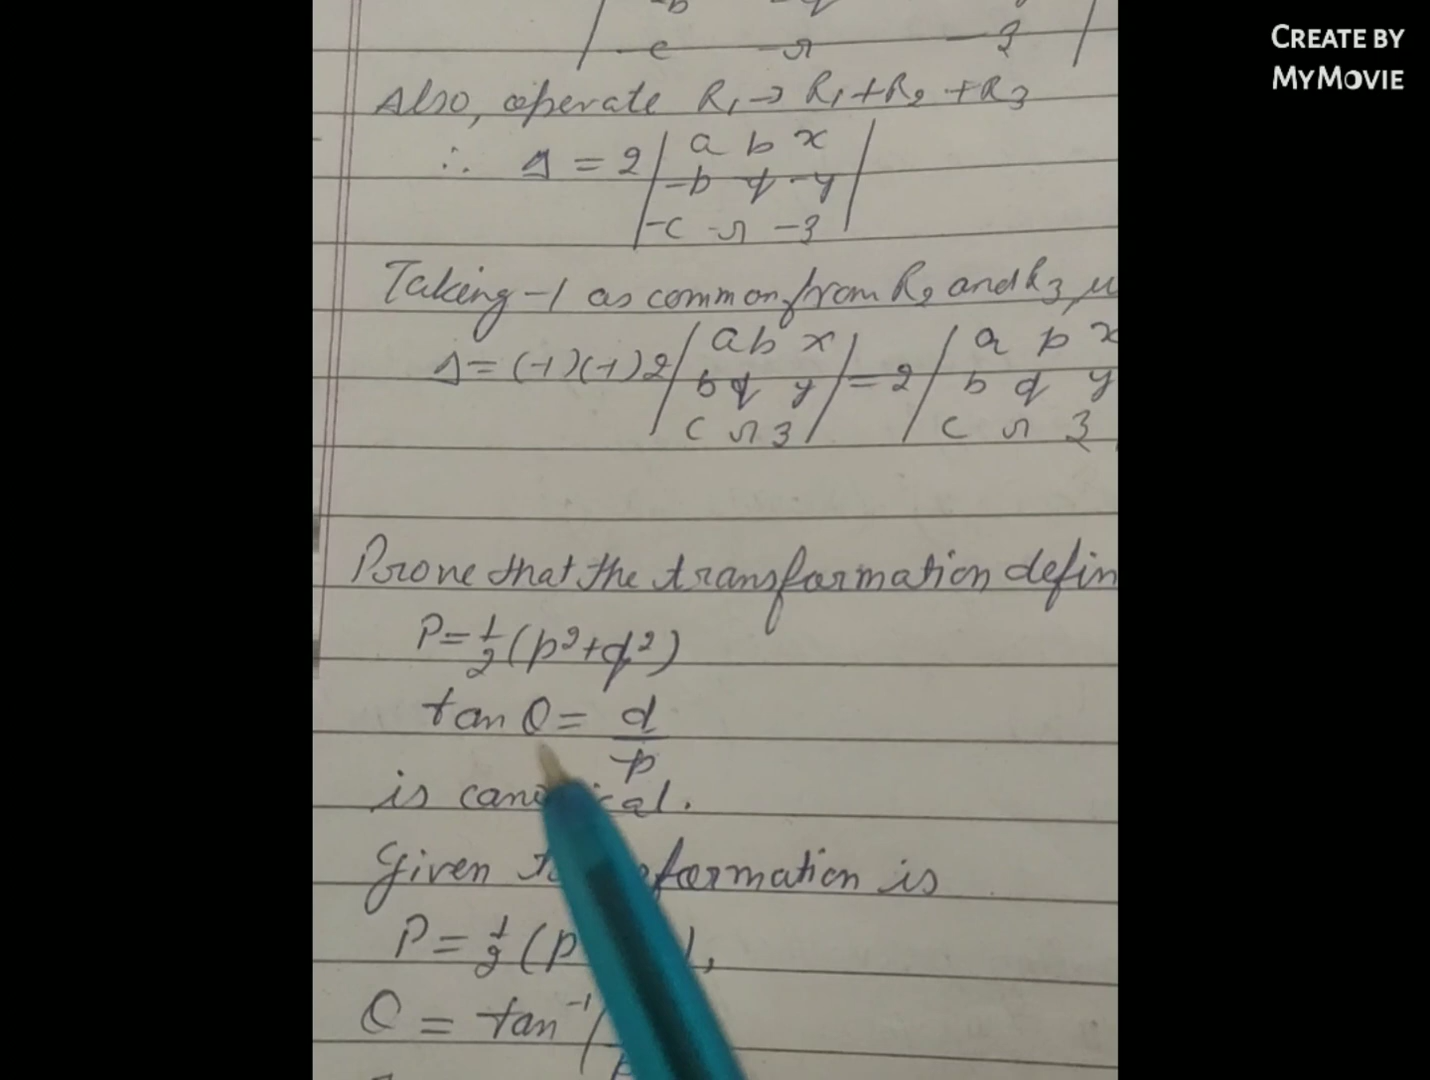 CREATE BY
MYMOVIE
-b
-c -r -z
Also, operate R1→ R1+R2 +R3
∴ Δ = 2 | a b x |
| -b q -y |
| -c -r -z |
Taking -1 as common from R2 and R3,
Δ = (-1)(-1) 2 | a b x | = 2 | a p x
| b q y | | b q y
| c r z | | c r z
Prove that the transformation defin
P = 1/2 (p²+q²)
tan Q = q/p
is canonical.
Given formation is
P = 1/2 (p ,
Q = tan⁻¹(